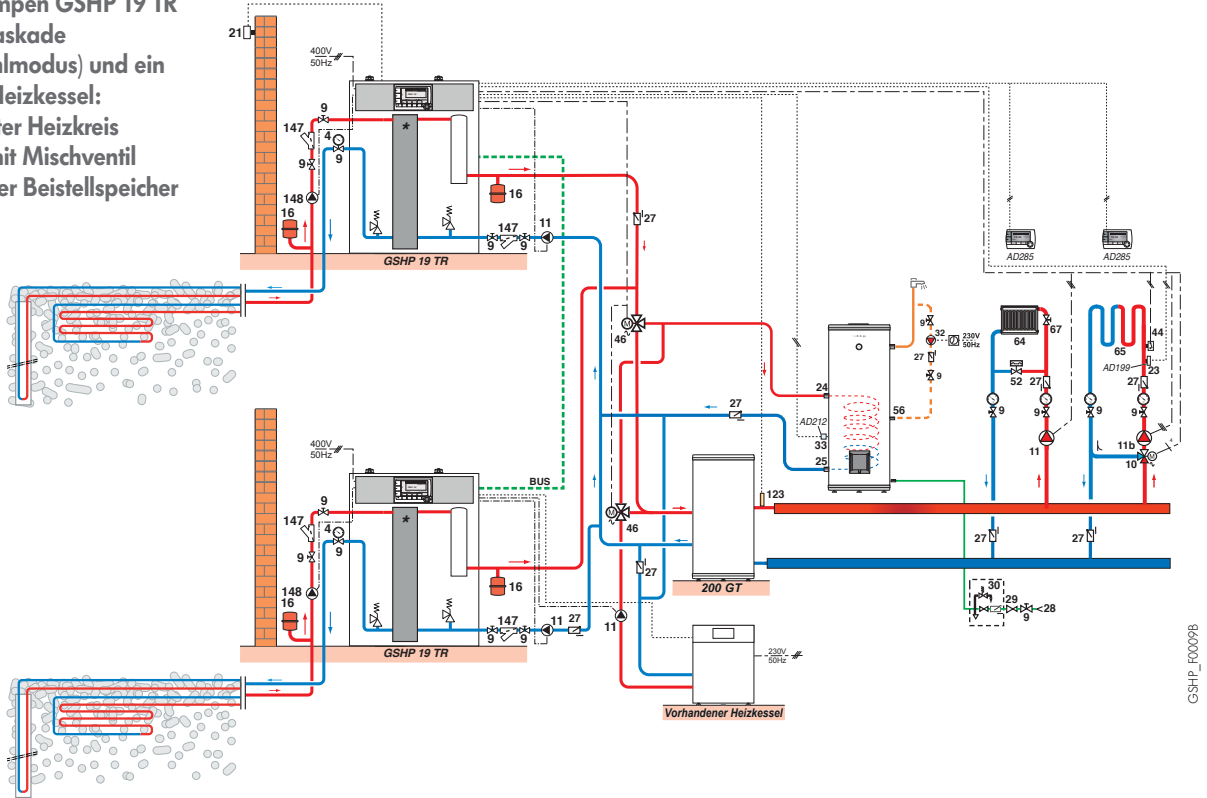 mpen GSHP 19 TR
askade
lmodus) und ein
Heizkessel:
ter Heizkreis
mit Mischventil
er Beistellspeicher
21
400V
50Hz
9
147
4
9
9
148
16
*
16
147
11
9
9
27
GSHP 19 TR
BUS
400V
50Hz
9
147
4
9
9
148
16
*
16
147
11
27
9
9
GSHP 19 TR
M
46
M
46
27
27
11
200 GT
230V
50Hz
Vorhandener Heizkessel
24
AD212
33
25
56
123
9
32
230V
50Hz
27
9
AD285
AD285
64
67
52
27
9
9
11
65
44
AD199
23
27
9
9
11b
10
M
27
27
30
29
9
28
GSHP_F0009B